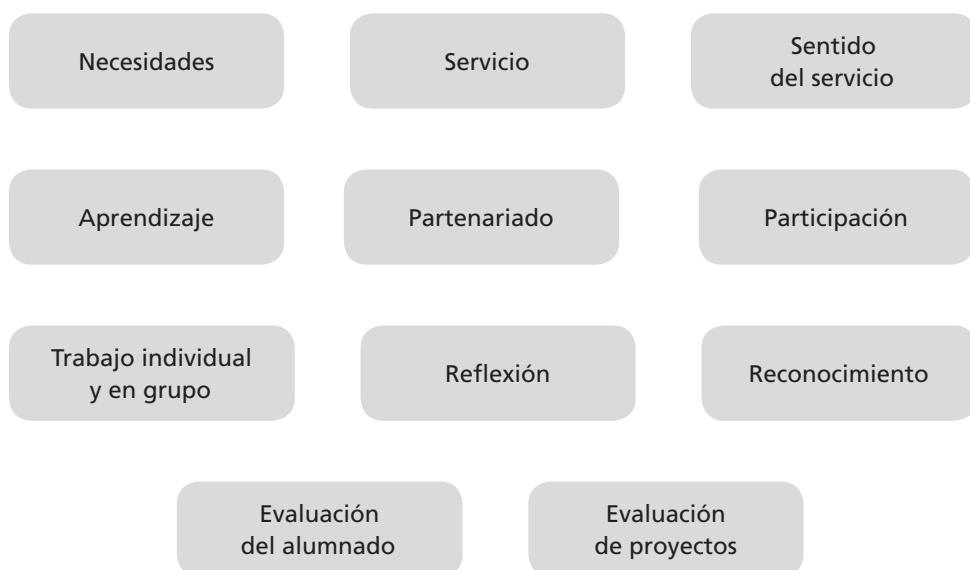 Necesidades
Servicio
Sentido
del servicio
Aprendizaje
Partenariado
Participación
Trabajo individual
y en grupo
Reflexión
Reconocimiento
Evaluación
del alumnado
Evaluación
de proyectos